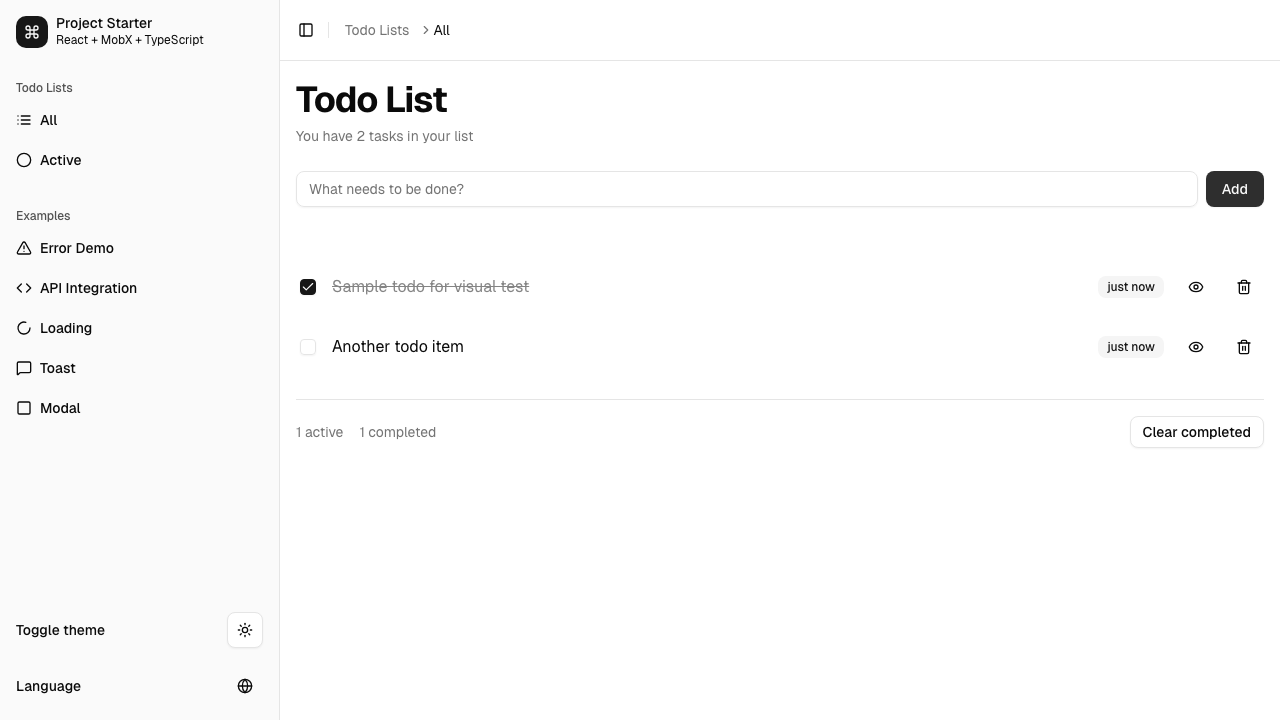 Project Starter
React + MobX + TypeScript
Todo Lists
All
Active
Examples
Error Demo
API Integration
Loading
Toast
Modal
Toggle theme
Language
Todo Lists All
Todo List
You have 2 tasks in your list
What needs to be done?
Add
Sample todo for visual test just now
Another todo item just now
1 active 1 completed
Clear completed